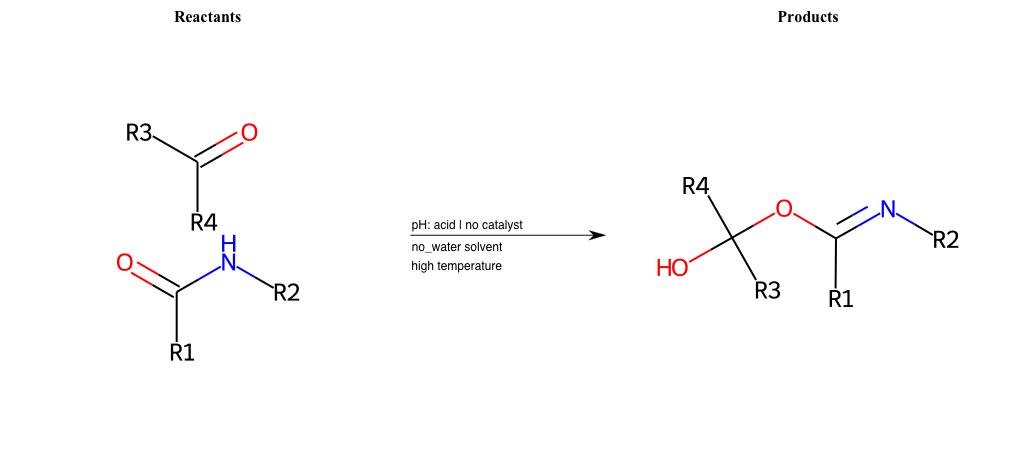 Reactants
Products
R3
O
R4
H
O
N
R2
R1
pH: acid | no catalyst
no_water solvent
high temperature
R4
O
N
R2
HO
R3
R1